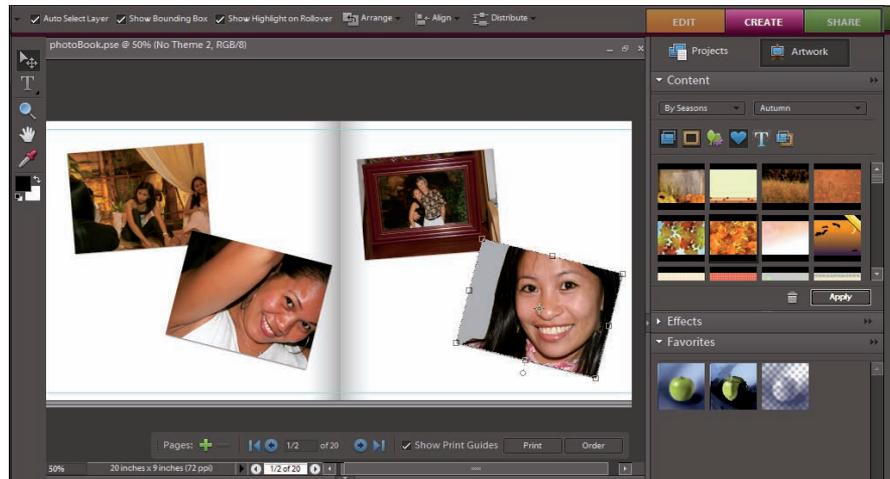 Auto Select Layer Show Bounding Box Show Highlight on Rollover Arrange Align Distribute
EDIT CREATE SHARE
photoBook.pse @ 50% (No Theme 2, RGB/8)
Projects Artwork
Content
By Seasons Autumn
T
T
Apply
Effects
Favorites
Pages: 1/2 of 20 Show Print Guides Print Order
50% 20 inches x 9 inches (72 ppi) 1/2 of 20